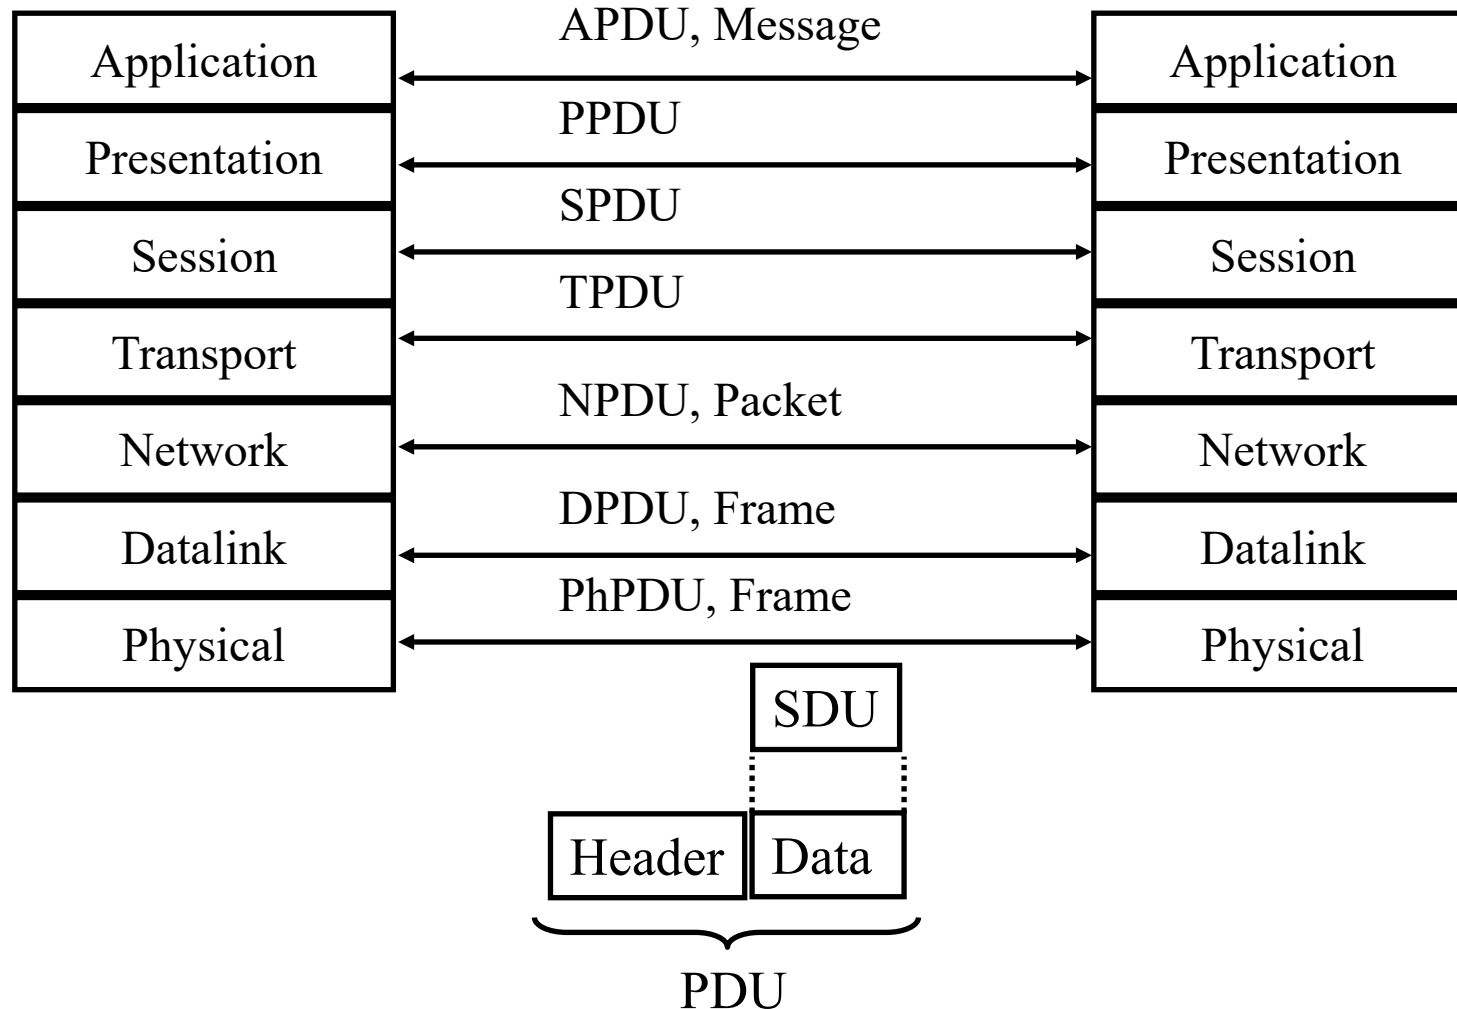 APDU, Message
Application
Application
PPDU
Presentation
Presentation
SPDU
Session
Session
TPDU
Transport
Transport
NPDU, Packet
Network
Network
DPDU, Frame
Datalink
Datalink
PhPDU, Frame
Physical
Physical
SDU
Header
Data
PDU